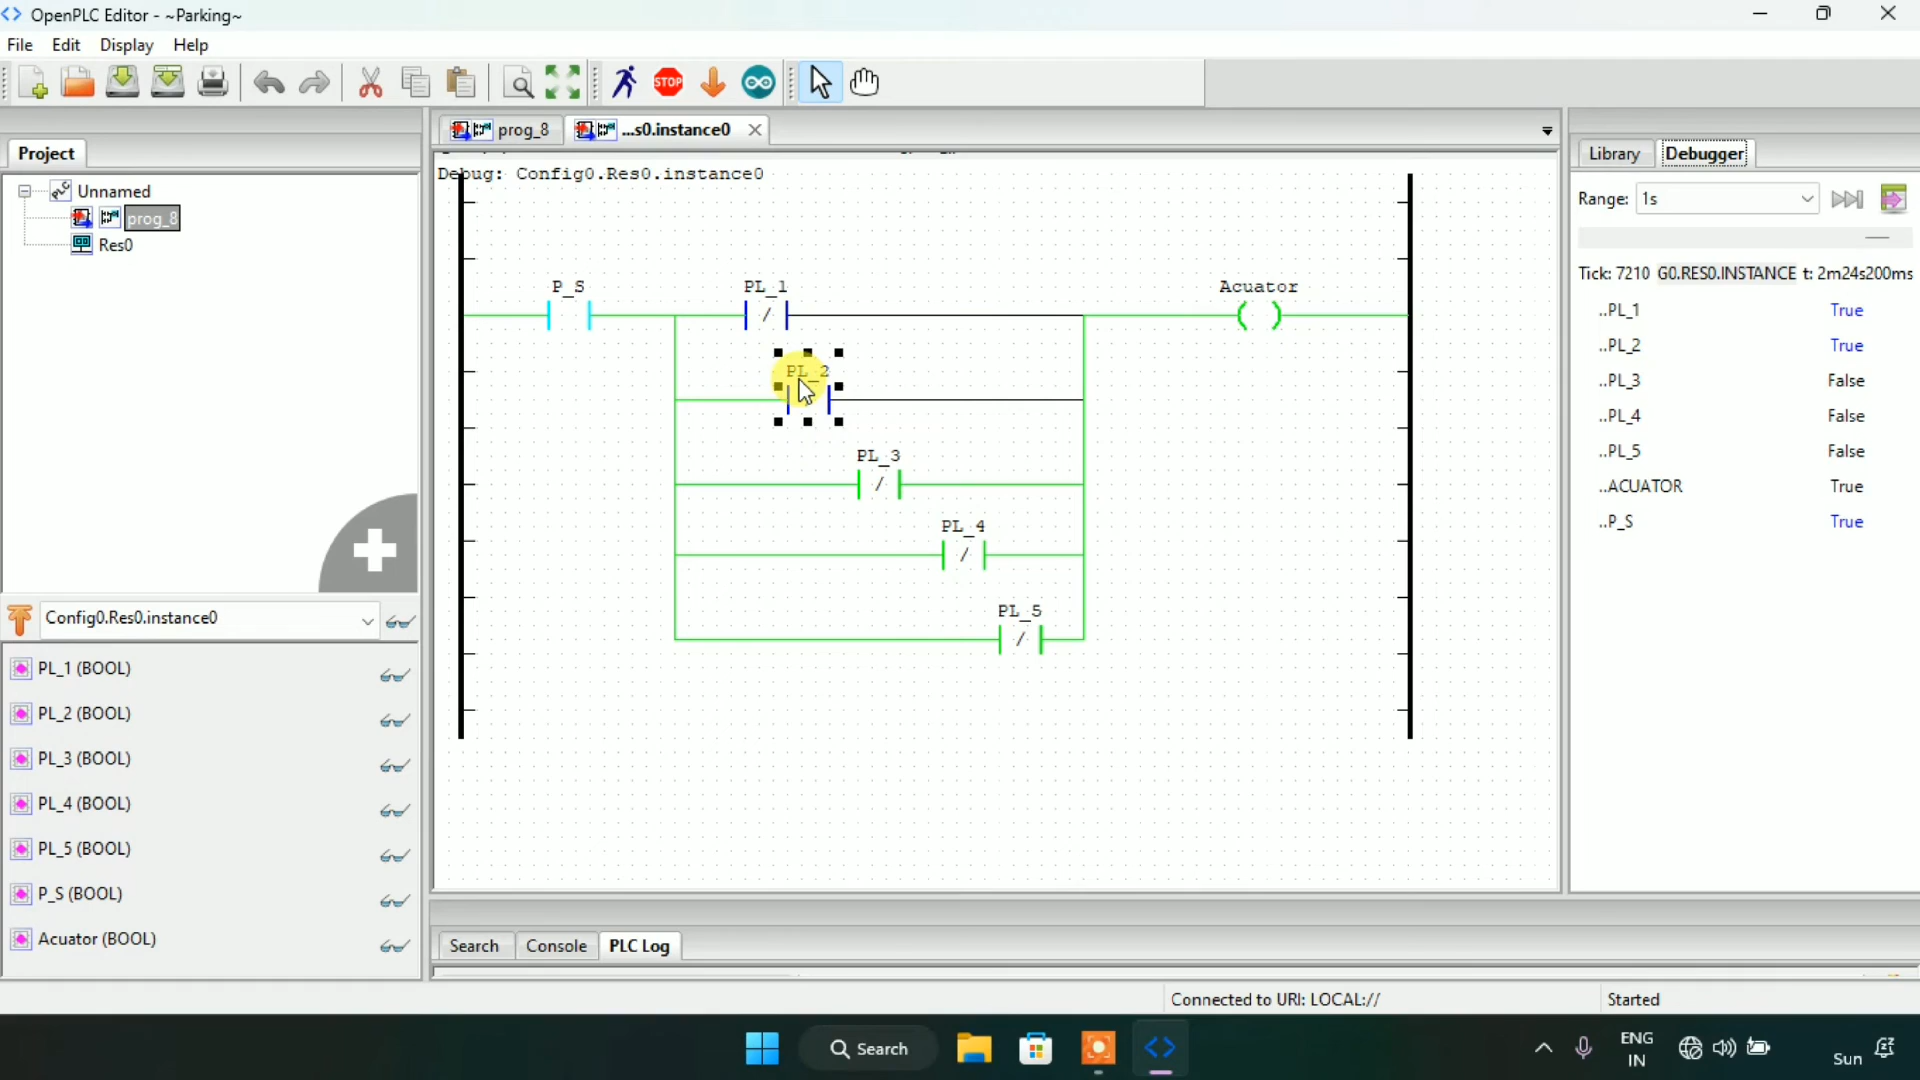 OpenPLC Editor - ~Parking~
File Edit Display Help
STOP
Project
prog_8
...s0.instance0
Library
Debugger
Unnamed
prog_8
Res0
Debug: Config0.Res0.instance0
P_S
PL_1
Acuator
PL_2
PL_3
PL_4
PL_5
Range: 1s
Tick: 7210 G0.RES0.INSTANCE t: 2m24s200ms
..PL_1 True
..PL_2 True
..PL_3 False
..PL_4 False
..PL_5 False
..ACUATOR True
..P_S True
Config0.Res0.instance0
PL_1 (BOOL)
PL_2 (BOOL)
PL_3 (BOOL)
PL_4 (BOOL)
PL_5 (BOOL)
P_S (BOOL)
Acuator (BOOL)
Search Console PLC Log
Connected to URI: LOCAL://
Started
Search
ENG
IN
Sun